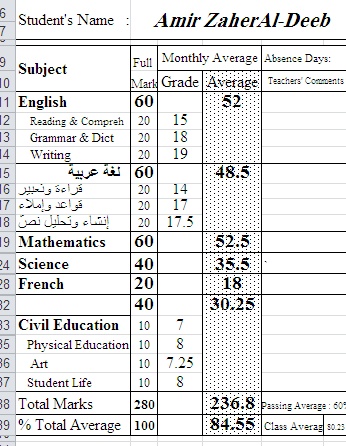 6
Student's Name : Amir ZaherAl-Deeb
7
9 Subject Full Mark Monthly Average Absence Days:
10 Grade Average Teachers' Comments
11 English 60 52
12 Reading & Compreh 20 15
13 Grammar & Dict 20 18
14 Writing 20 19
15 لغة عربية 60 48.5
16 قراءة وتعبير 20 14
17 قواعد وإملاء 20 17
18 إنشاء وتحليل نصّ 20 17.5
19 Mathematics 60 52.5
24 Science 40 35.5
28 French 20 18
32 40 30.25
33 Civil Education 10 7
35 Physical Education 10 8
36 Art 10 7.25
37 Student Life 10 8
38 Total Marks 280 236.8 Passing Average : 60%
39 % Total Average 100 84.55 Class Averag 80.23